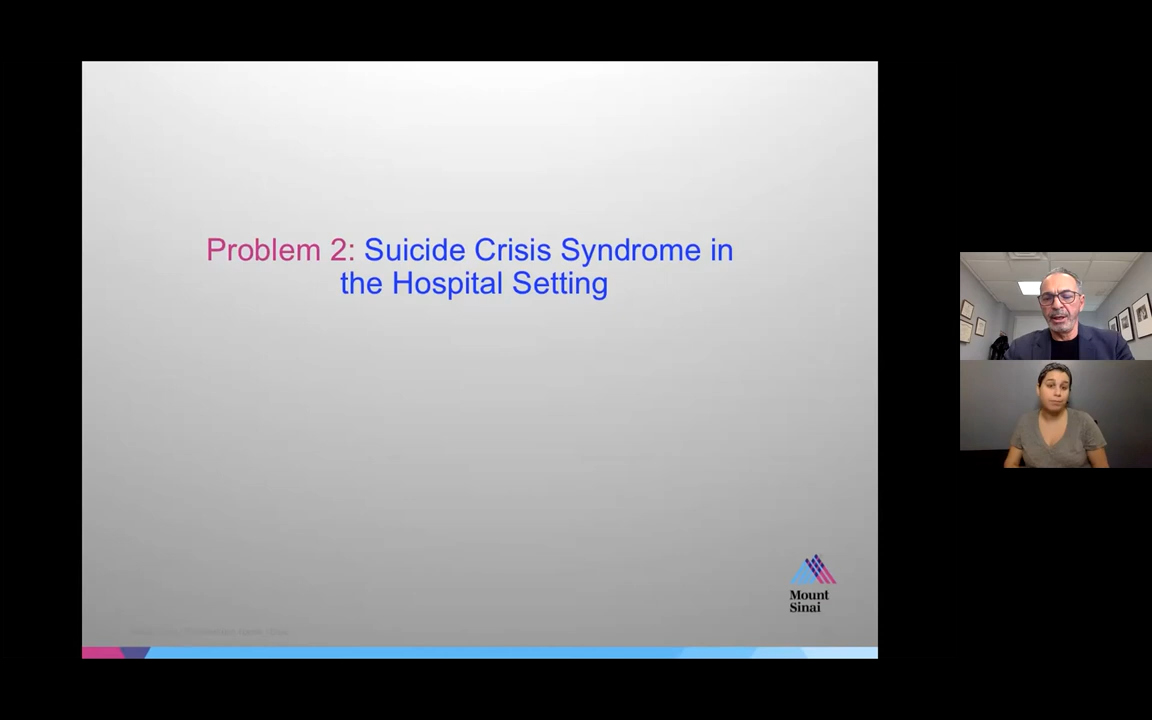 Problem 2: Suicide Crisis Syndrome in
the Hospital Setting
Mount
Sinai